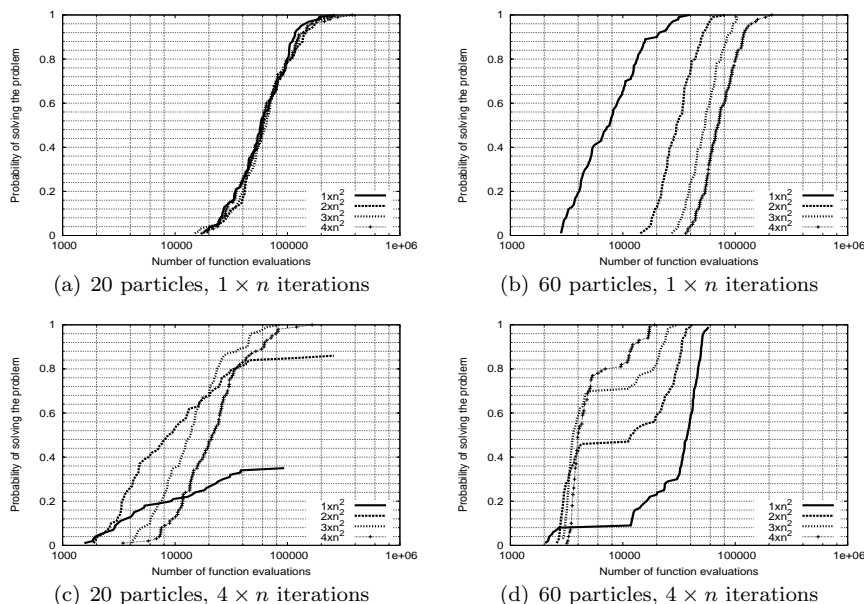 1
0.8
0.6
0.4
0.2
0
Probability of solving the problem
1xn²
2xn²
3xn²
4xn²
1000
10000
100000
1e+06
Number of function evaluations
(a) 20 particles, 1 × n iterations
1
0.8
0.6
0.4
0.2
0
Probability of solving the problem
1xn²
2xn²
3xn²
4xn²
1000
10000
100000
1e+06
Number of function evaluations
(b) 60 particles, 1 × n iterations
1
0.8
0.6
0.4
0.2
0
Probability of solving the problem
1xn²
2xn²
3xn²
4xn²
1000
10000
100000
1e+06
Number of function evaluations
(c) 20 particles, 4 × n iterations
1
0.8
0.6
0.4
0.2
0
Probability of solving the problem
1xn²
2xn²
3xn²
4xn²
1000
10000
100000
1e+06
Number of function evaluations
(d) 60 particles, 4 × n iterations